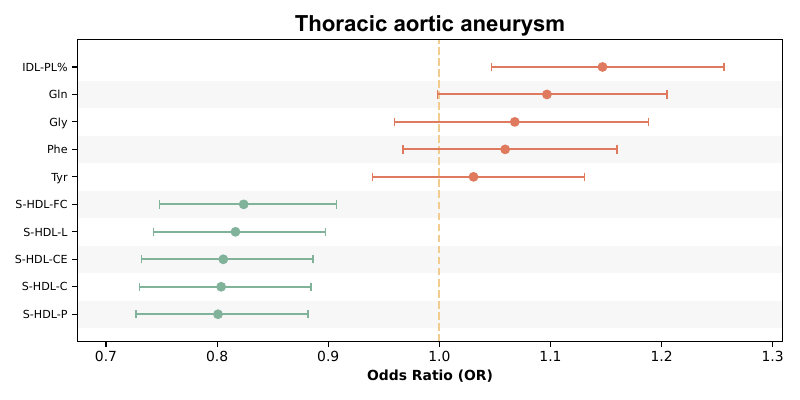 Thoracic aortic aneurysm
IDL-PL%
Gln
Gly
Phe
Tyr
S-HDL-FC
S-HDL-L
S-HDL-CE
S-HDL-C
S-HDL-P
0.7 0.8 0.9 1.0 1.1 1.2 1.3
Odds Ratio (OR)